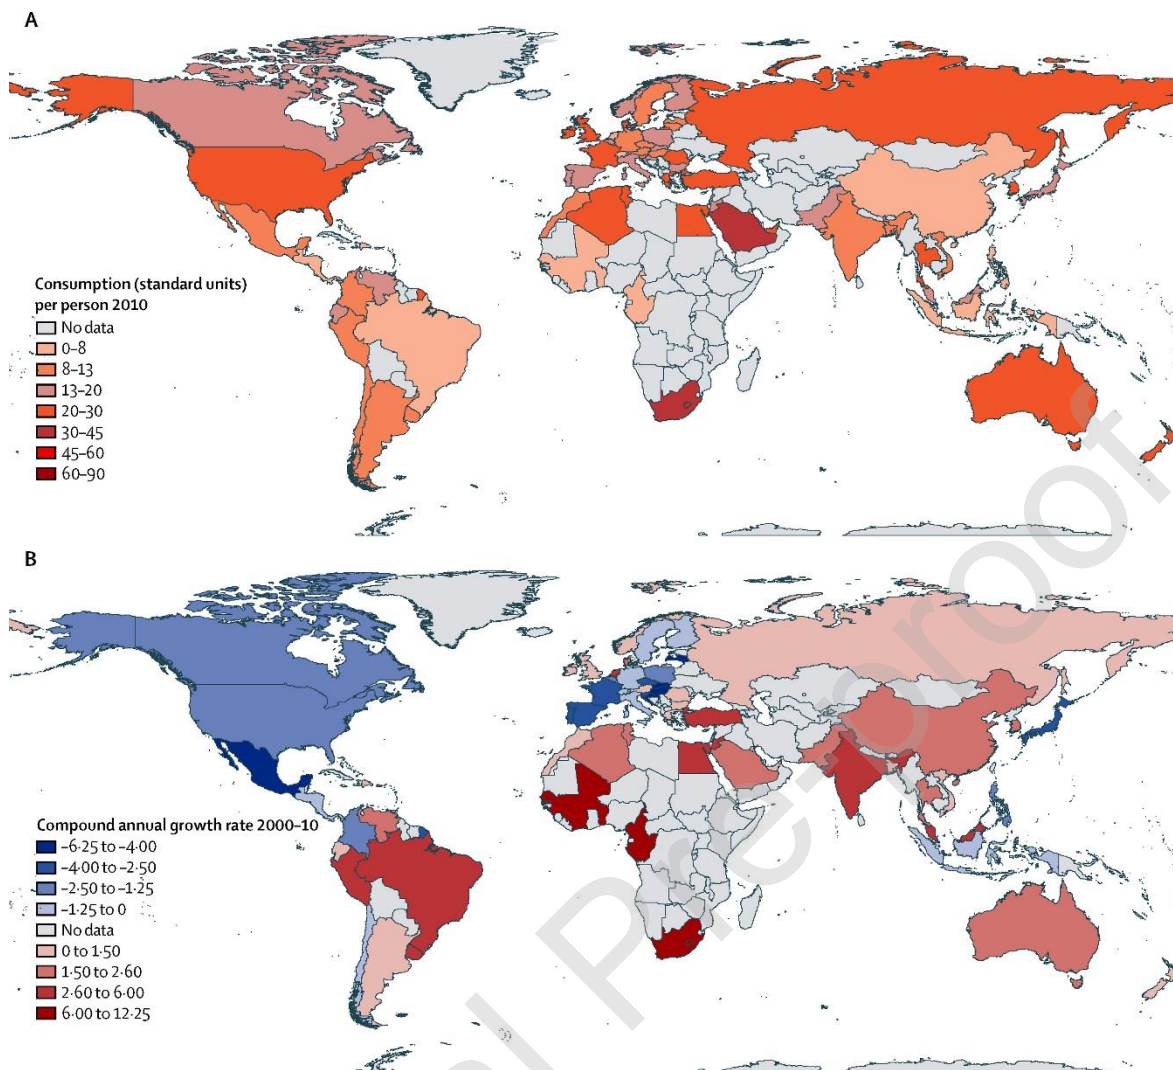 A
Consumption (standard units)
per person 2010
No data
0–8
8–13
13–20
20–30
30–45
45–60
60–90
B
Compound annual growth rate 2000–10
–6·25 to –4·00
–4·00 to –2·50
–2·50 to –1·25
–1·25 to 0
No data
0 to 1·50
1·50 to 2·60
2·60 to 6·00
6·00 to 12·25
l Pre-proof